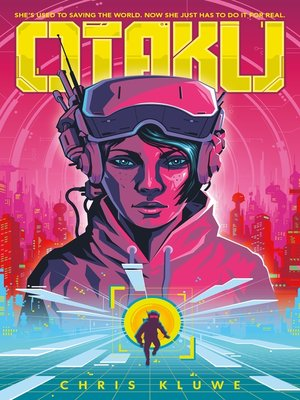 SHE'S USED TO SAVING THE WORLD. NOW SHE JUST HAS TO DO IT FOR REAL.
OTAKU
CHRIS KLUWE